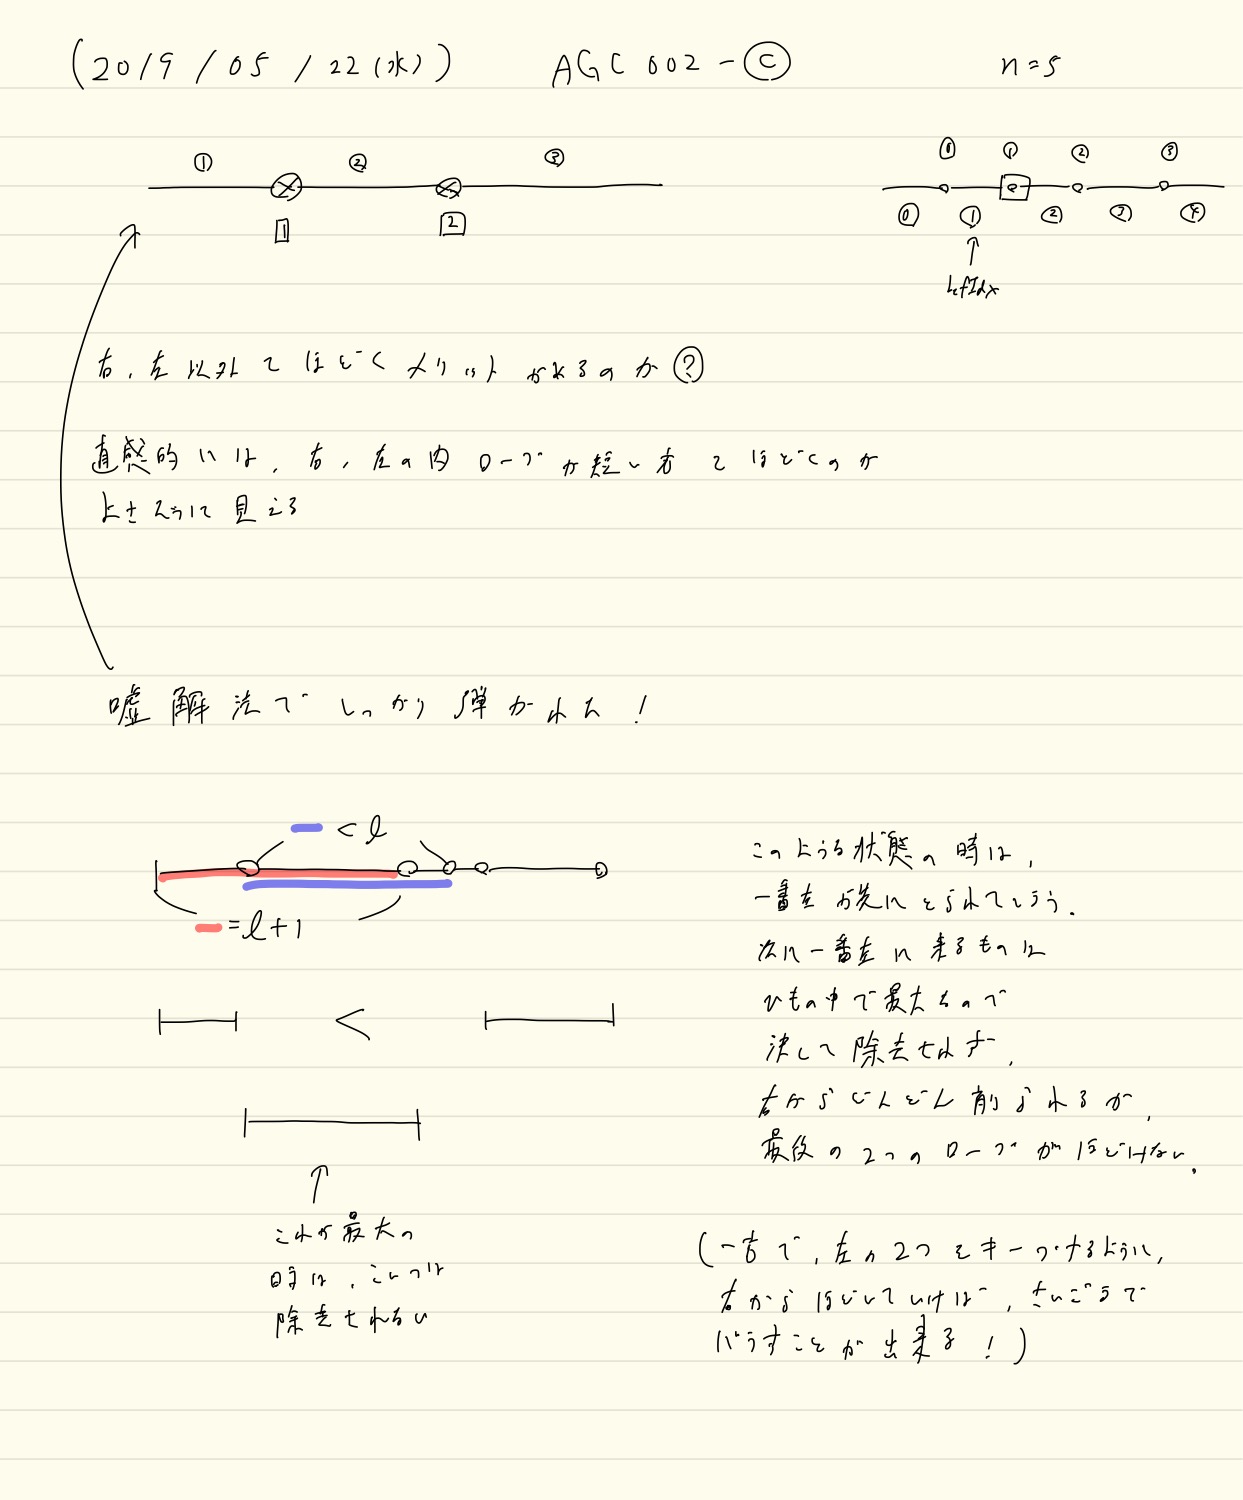 (2019/05/22(水)) AGC 002 - Ⓒ n=5
① ② ③
1 2
⓪ ① ② ③
⓪ ① ② ③ ④
leftIdx
右、左以外でほどくメリットがあるのか?
直感的には、右、左の内ロープが短い方でほどくのが
よさそうに見える
嘘解法でしっかり弾かれた!
< l
= l+1
<
これが最大の
時は、こいつは
除去されない
このような状態の時は、
一番左が先にとられてしまう.
次に一番左に来るものは
ひもの中で最大なので
決して除去せれず、
右からどんどん削られるが、
最後の2つのロープがほどけない.
(一方で、左の2つをキープするように、
右からほどいていけば、さいごまで
バラすことが出来る!)